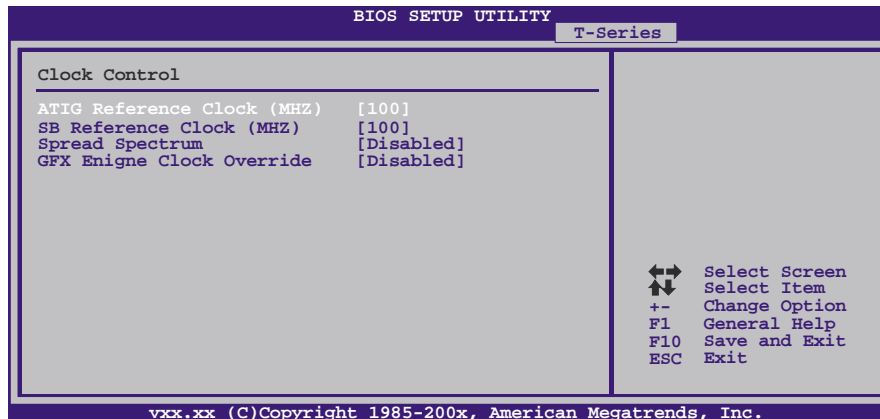 BIOS SETUP UTILITY
T-Series
Clock Control
ATIG Reference Clock (MHZ) [100]
SB Reference Clock (MHZ) [100]
Spread Spectrum [Disabled]
GFX Enigne Clock Override [Disabled]
Select Screen
Select Item
+- Change Option
F1 General Help
F10 Save and Exit
ESC Exit
vxx.xx (C)Copyright 1985-200x, American Megatrends, Inc.